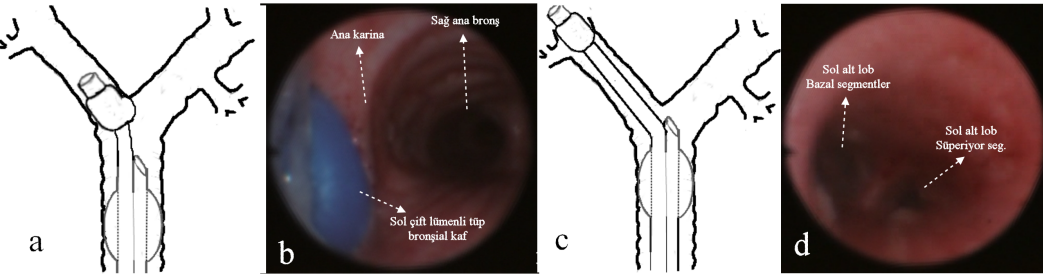 a
Ana karina
Sağ ana bronş
Sol çift lümenli tüp
bronşial kaf
b
c
Sol alt lob
Bazal segmentler
Sol alt lob
Süperiyor seg.
d